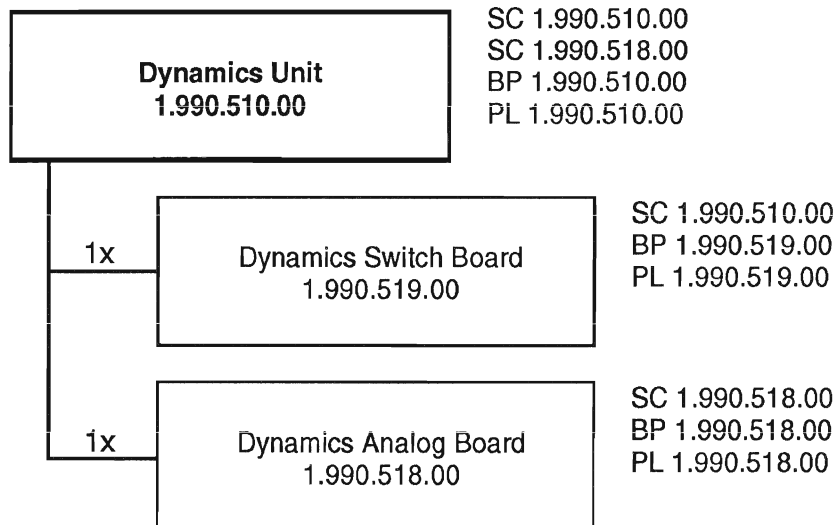 Dynamics Unit
1.990.510.00
SC 1.990.510.00
SC 1.990.518.00
BP 1.990.510.00
PL 1.990.510.00
1x
Dynamics Switch Board
1.990.519.00
SC 1.990.510.00
BP 1.990.519.00
PL 1.990.519.00
1x
Dynamics Analog Board
1.990.518.00
SC 1.990.518.00
BP 1.990.518.00
PL 1.990.518.00